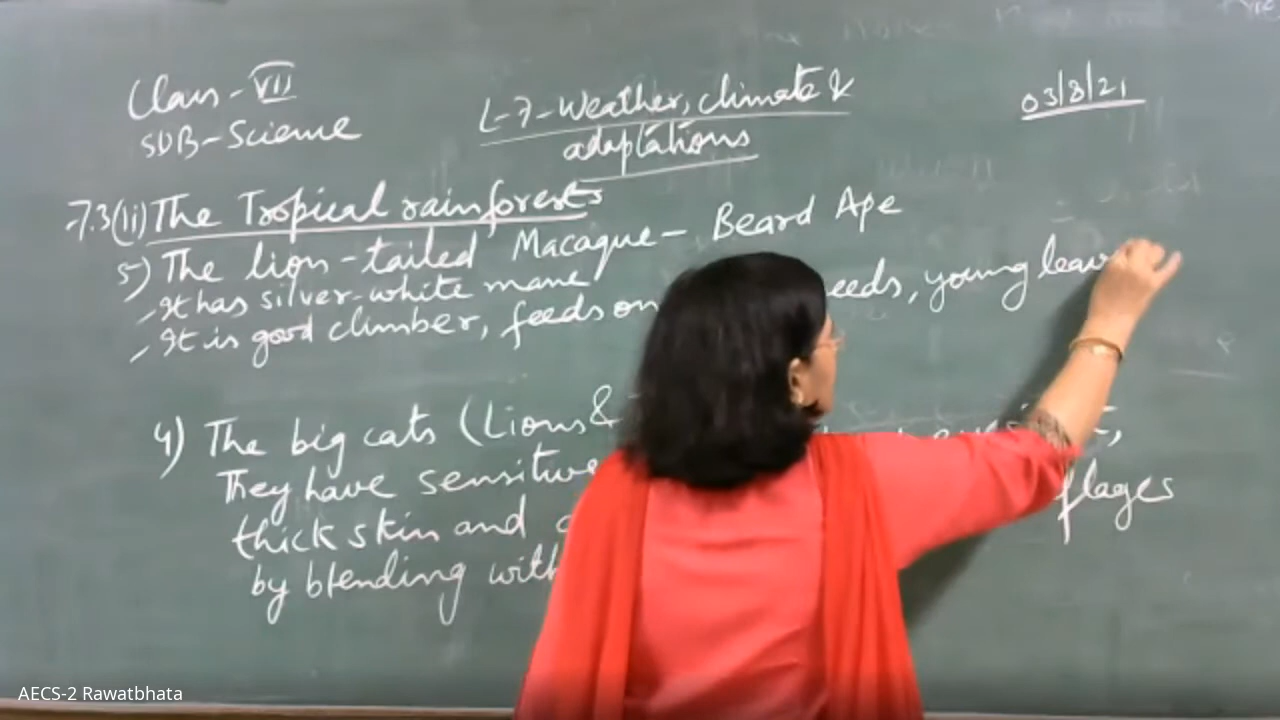 Class - VII
SUB - Science
L-7-Weather, climate &
adaptations
03/8/21
7.3(ii) The Tropical rainforests
5) The lion-tailed Macaque - Beard Ape
- It has silver-white mane
- It is good climber, feeds on eeds, young leav
4) The big cats (Lions &
They have sensitive
thick skin and flages
by blending with
AECS-2 Rawatbhata